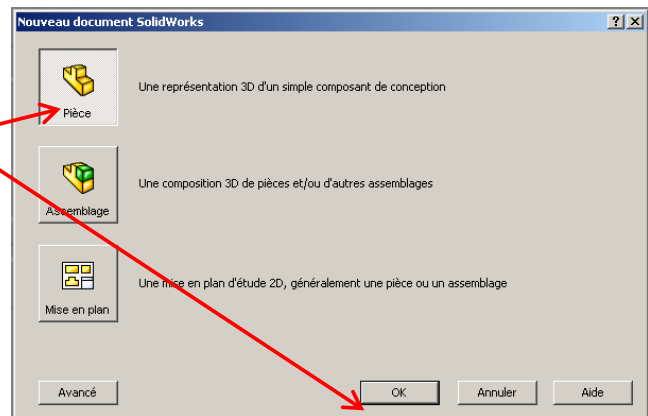 Nouveau document SolidWorks
Pièce
Une représentation 3D d'un simple composant de conception
Assemblage
Une composition 3D de pièces et/ou d'autres assemblages
Mise en plan
Une mise en plan d'étude 2D, généralement une pièce ou un assemblage
Avancé
OK
Annuler
Aide